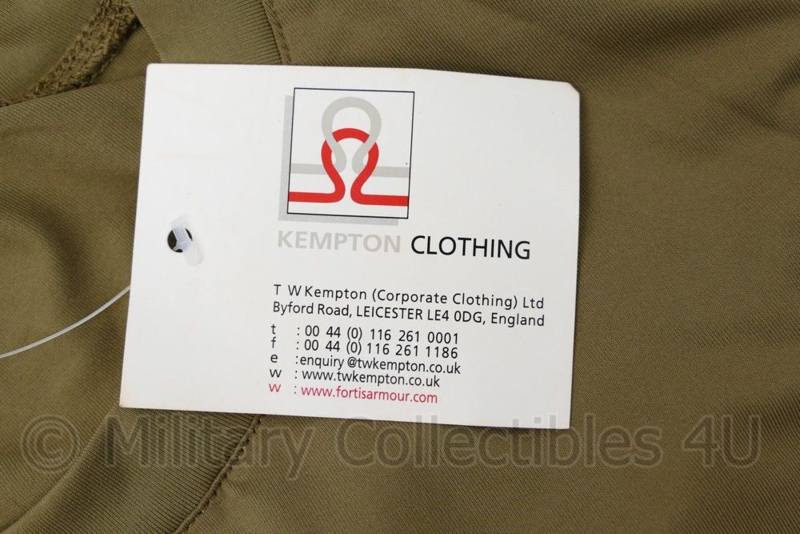 KEMPTON CLOTHING
T W Kempton (Corporate Clothing) Ltd
Byford Road, LEICESTER LE4 0DG, England
t : 00 44 (0) 116 261 0001
f : 00 44 (0) 116 261 1186
e : enquiry@twkempton.co.uk
w : www.twkempton.co.uk
w : www.fortisarmour.com
© Military Collectibles 4U